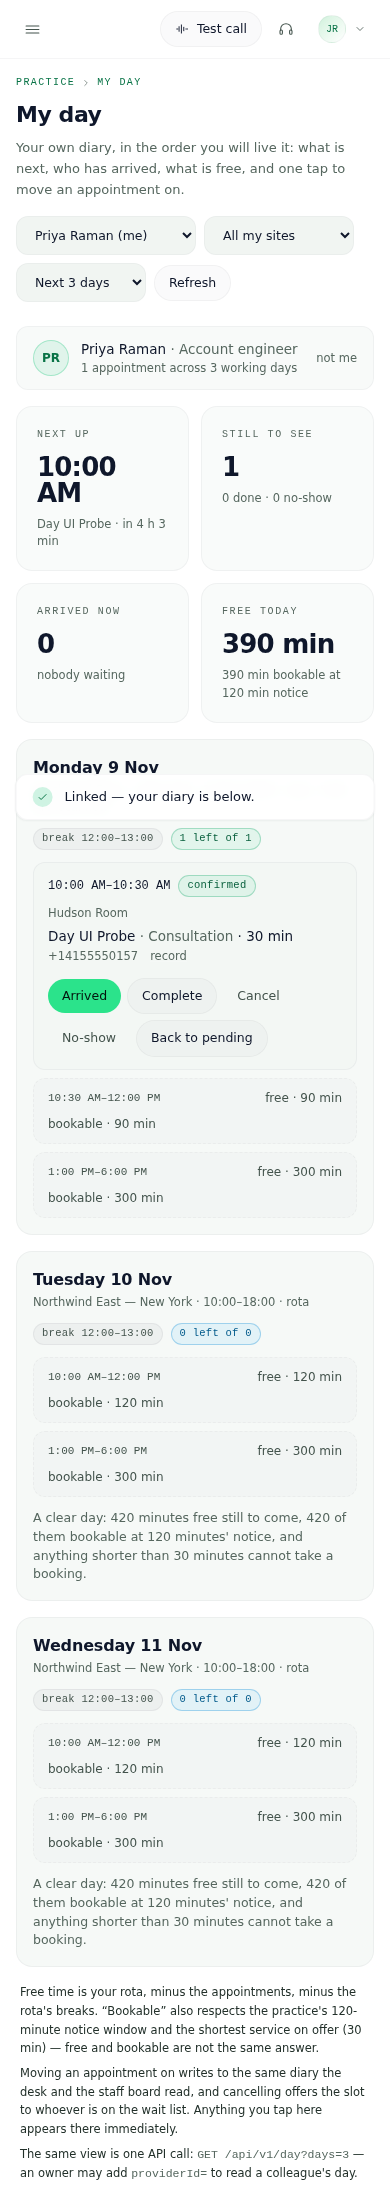 Test call
JR
PRACTICE > MY DAY
My day
Your own diary, in the order you will live it: what is
next, who has arrived, what is free, and one tap to
move an appointment on.
Priya Raman (me)
All my sites
Next 3 days
Refresh
PR
Priya Raman · Account engineer
1 appointment across 3 working days
not me
NEXT UP
10:00
AM
Day UI Probe · in 4 h 3
min
STILL TO SEE
1
0 done · 0 no-show
ARRIVED NOW
0
nobody waiting
FREE TODAY
390 min
390 min bookable at
120 min notice
Monday 9 Nov
Linked — your diary is below.
break 12:00–13:00
1 left of 1
10:00 AM–10:30 AM
confirmed
Hudson Room
Day UI Probe · Consultation · 30 min
+14155550157 record
Arrived
Complete
Cancel
No-show
Back to pending
10:30 AM–12:00 PM
free · 90 min
bookable · 90 min
1:00 PM–6:00 PM
free · 300 min
bookable · 300 min
Tuesday 10 Nov
Northwind East — New York · 10:00–18:00 · rota
break 12:00–13:00
0 left of 0
10:00 AM–12:00 PM
free · 120 min
bookable · 120 min
1:00 PM–6:00 PM
free · 300 min
bookable · 300 min
A clear day: 420 minutes free still to come, 420 of
them bookable at 120 minutes' notice, and
anything shorter than 30 minutes cannot take a
booking.
Wednesday 11 Nov
Northwind East — New York · 10:00–18:00 · rota
break 12:00–13:00
0 left of 0
10:00 AM–12:00 PM
free · 120 min
bookable · 120 min
1:00 PM–6:00 PM
free · 300 min
bookable · 300 min
A clear day: 420 minutes free still to come, 420 of
them bookable at 120 minutes' notice, and
anything shorter than 30 minutes cannot take a
booking.
Free time is your rota, minus the appointments, minus the
rota's breaks. “Bookable” also respects the practice's 120-
minute notice window and the shortest service on offer (30
min) — free and bookable are not the same answer.
Moving an appointment on writes to the same diary the
desk and the staff board read, and cancelling offers the slot
to whoever is on the wait list. Anything you tap here
appears there immediately.
The same view is one API call: GET /api/v1/day?days=3 —
an owner may add providerId= to read a colleague's day.